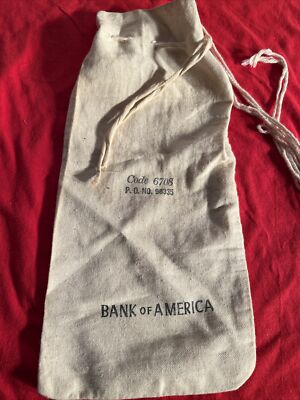 Code 6708
P. O. NO. 98335
BANK OF AMERICA